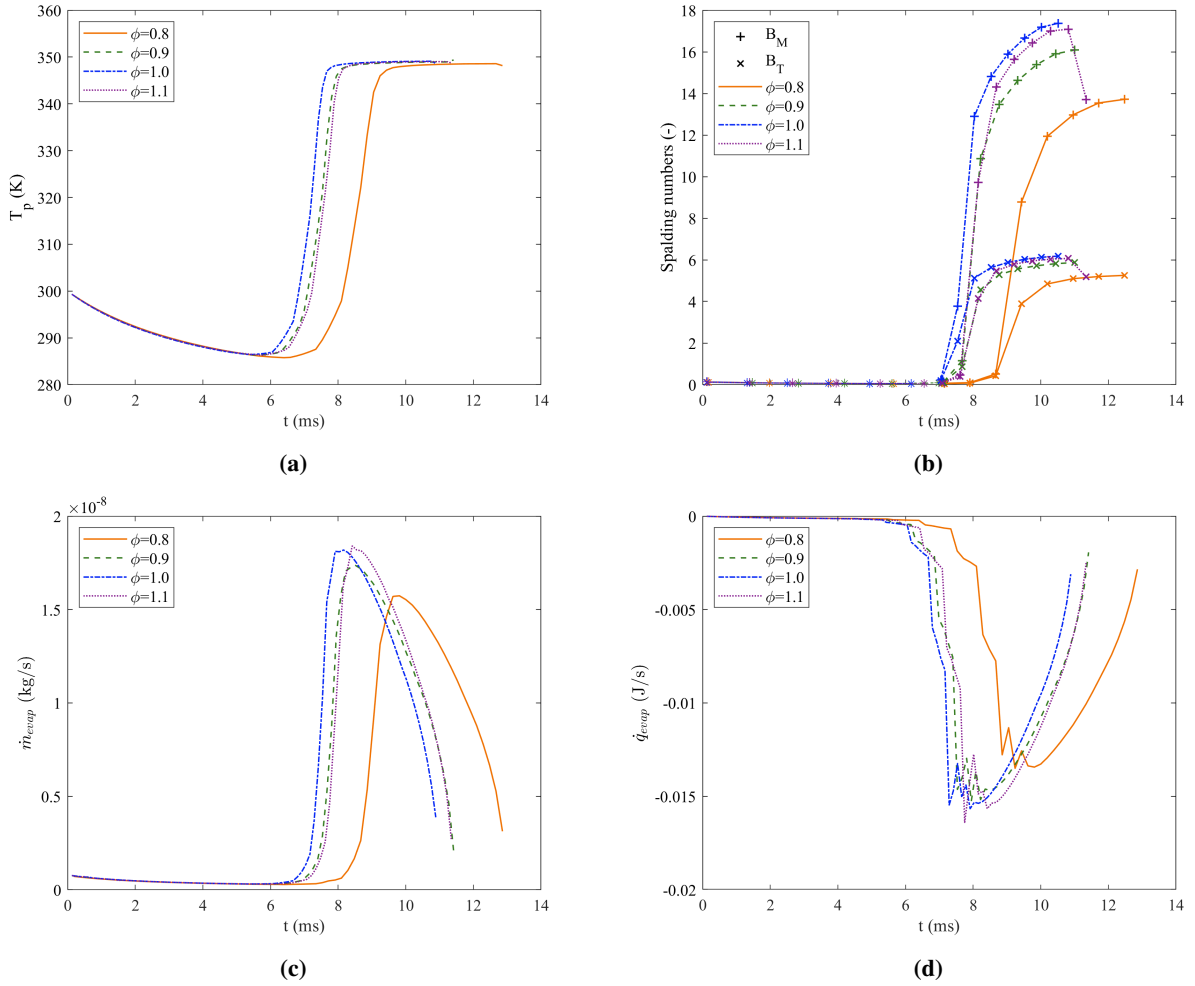 φ=0.8
φ=0.9
φ=1.0
φ=1.1
360
350
340
330
320
310
300
290
280
T_p (K)
0 2 4 6 8 10 12 14
t (ms)
(a)
B_M
B_T
φ=0.8
φ=0.9
φ=1.0
φ=1.1
18
16
14
12
10
8
6
4
2
0
Spalding numbers (-)
0 2 4 6 8 10 12 14
t (ms)
(b)
×10⁻⁸
φ=0.8
φ=0.9
φ=1.0
φ=1.1
2
1.5
1
0.5
0
ṁ_evap (kg/s)
0 2 4 6 8 10 12 14
t (ms)
(c)
φ=0.8
φ=0.9
φ=1.0
φ=1.1
0
-0.005
-0.01
-0.015
-0.02
q̇_evap (J/s)
0 2 4 6 8 10 12 14
t (ms)
(d)